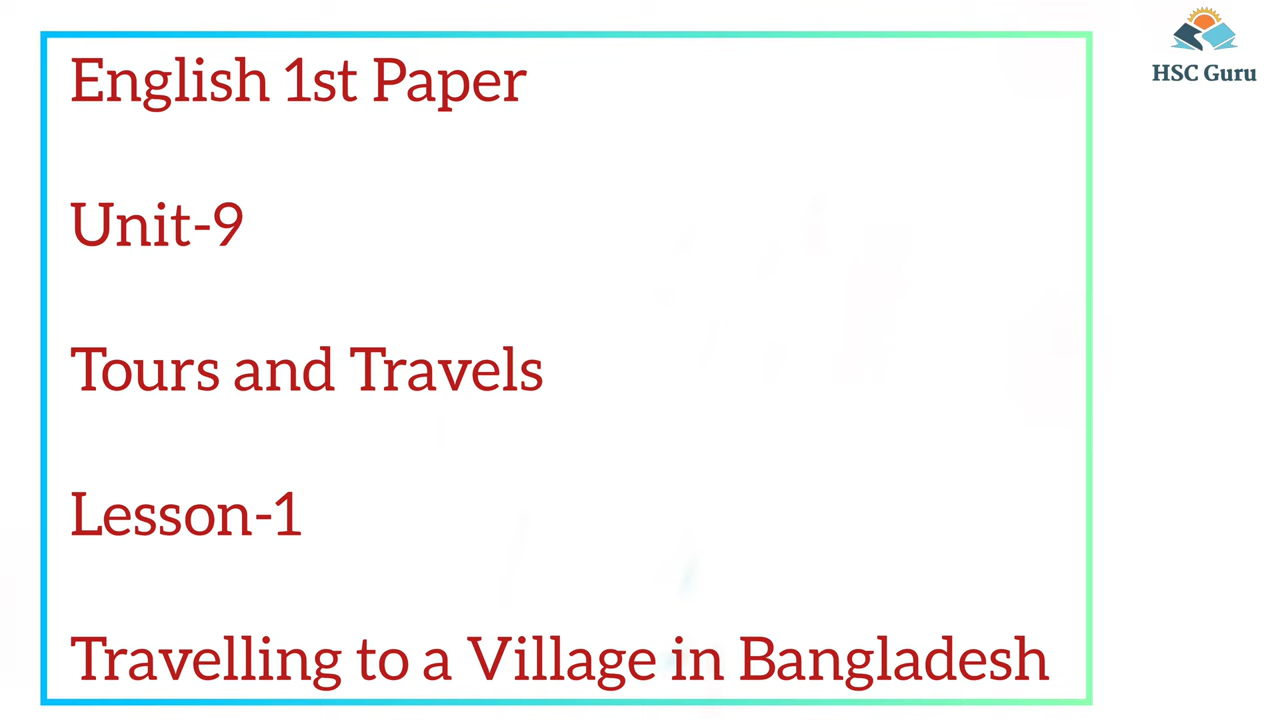 English 1st Paper
HSC Guru
Unit-9
Tours and Travels
Lesson-1
Travelling to a Village in Bangladesh